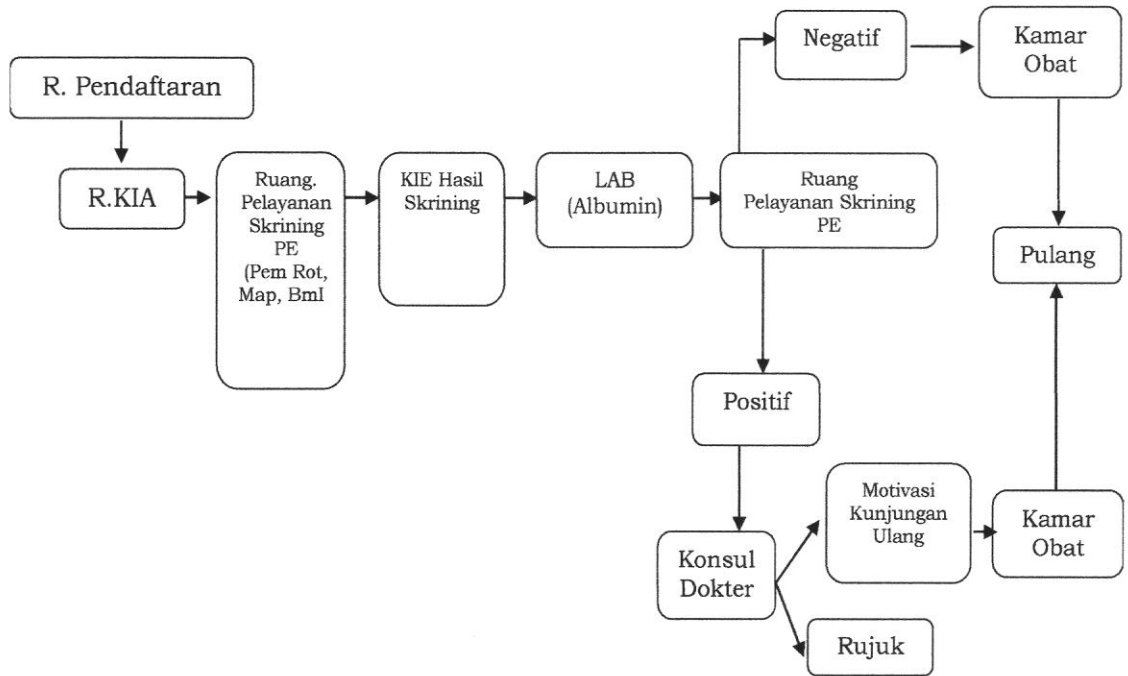 R. Pendaftaran
R.KIA
Ruang.
Pelayanan
Skrining
PE
(Pem Rot,
Map, BmI
KIE Hasil
Skrining
LAB
(Albumin)
Ruang
Pelayanan Skrining
PE
Negatif
Kamar
Obat
Pulang
Positif
Konsul
Dokter
Motivasi
Kunjungan
Ulang
Kamar
Obat
Rujuk